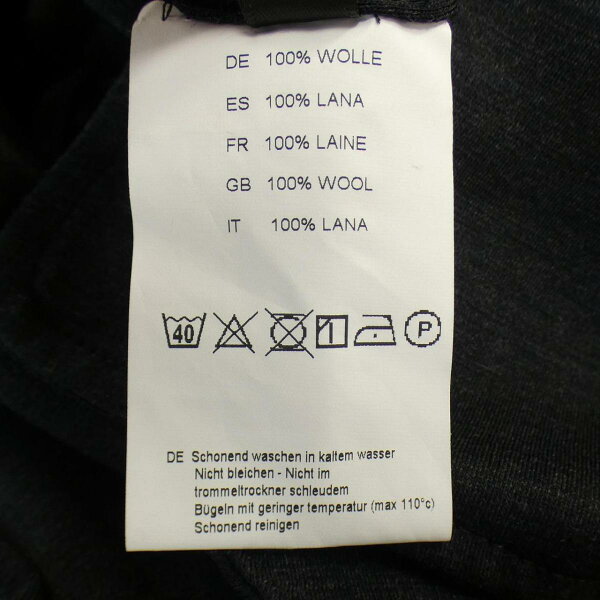 DE 100% WOLLE
ES 100% LANA
FR 100% LAINE
GB 100% WOOL
IT 100% LANA
40 P
DE Schonend waschen in kaltem wasser
Nicht bleichen - Nicht im
trommeltrockner schleudem
Bügeln mit geringer temperatur (max 110°c)
Schonend reinigen